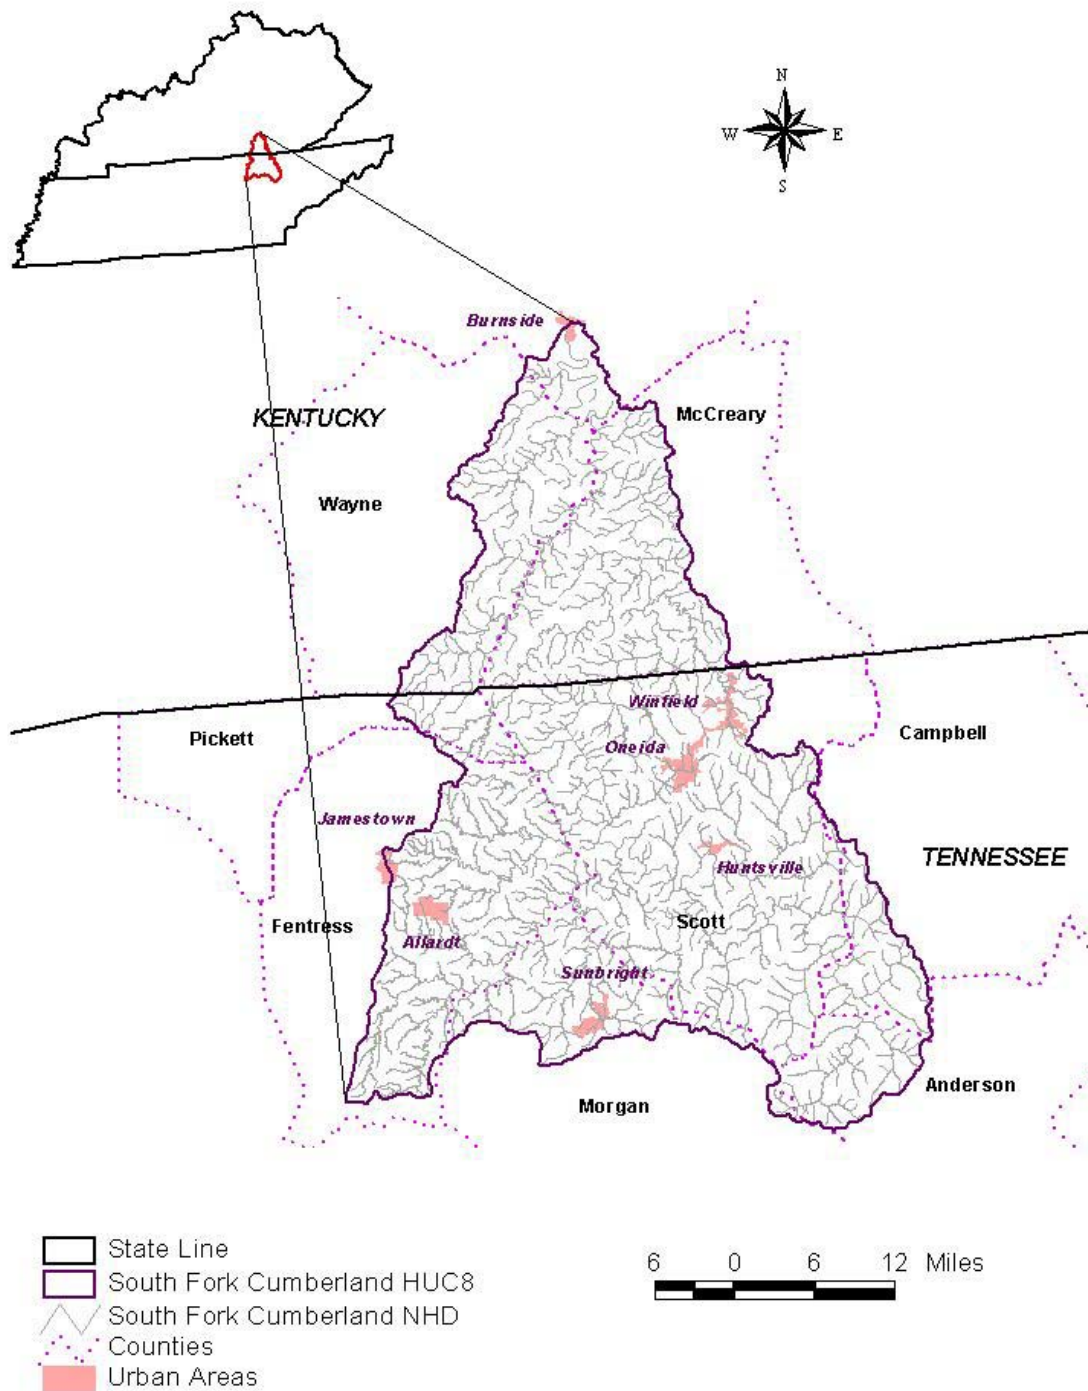 N
W E
S
Burnside
KENTUCKY
McCreary
Wayne
Winfield
Pickett
Campbell
Oneida
Jamestown
TENNESSEE
Huntsville
Fentress
Scott
Allardt
Sunbright
Anderson
Morgan
State Line
South Fork Cumberland HUC8
South Fork Cumberland NHD
Counties
Urban Areas
6 0 6 12 Miles